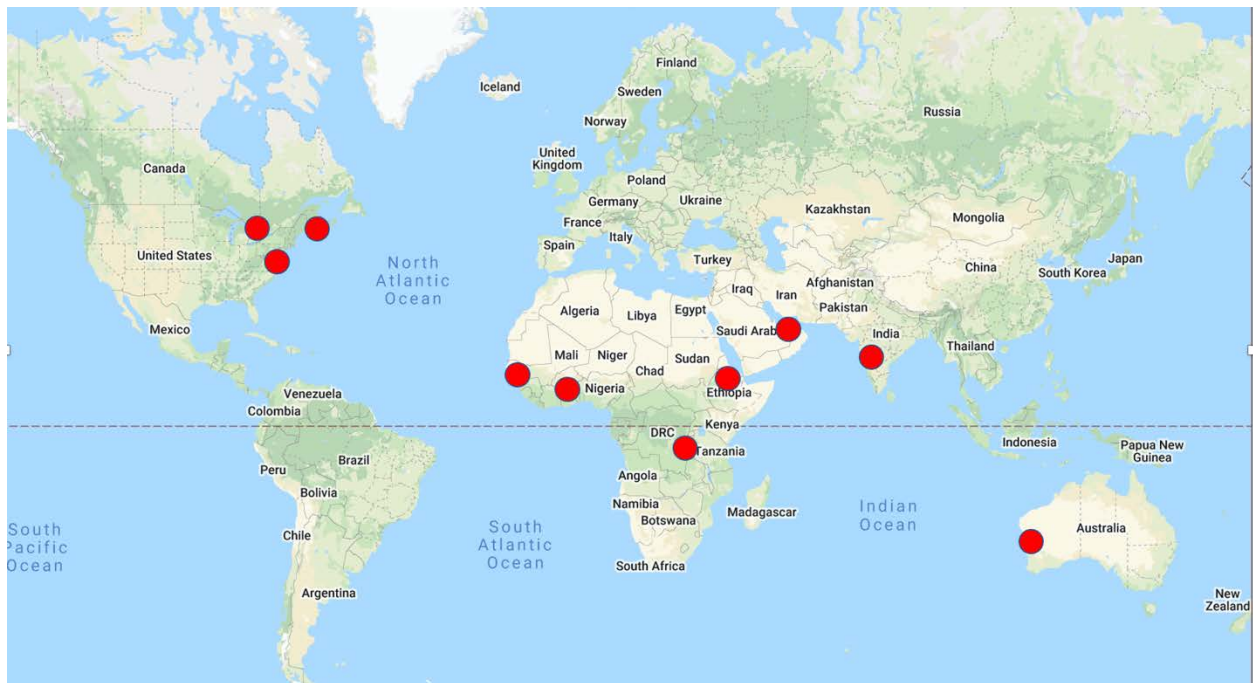 Iceland
Finland
Sweden
Norway
Russia
Canada
United
Kingdom
Poland
Germany
Ukraine
Kazakhstan
Mongolia
France
Italy
Spain
Turkey
United States
China
Japan
South Korea
North
Atlantic
Ocean
Iraq
Iran
Afghanistan
Pakistan
Algeria
Libya
Egypt
Mexico
Saudi Arab
India
Thailand
Mali
Niger
Sudan
Chad
Nigeria
Ethiopia
Venezuela
Colombia
DRC
Kenya
Tanzania
Indonesia
Papua New
Guinea
Brazil
Peru
Angola
Bolivia
Namibia
Botswana
Madagascar
Indian
Ocean
Australia
South
Pacific
Ocean
Chile
South
Atlantic
Ocean
South Africa
Argentina
New
Zealand